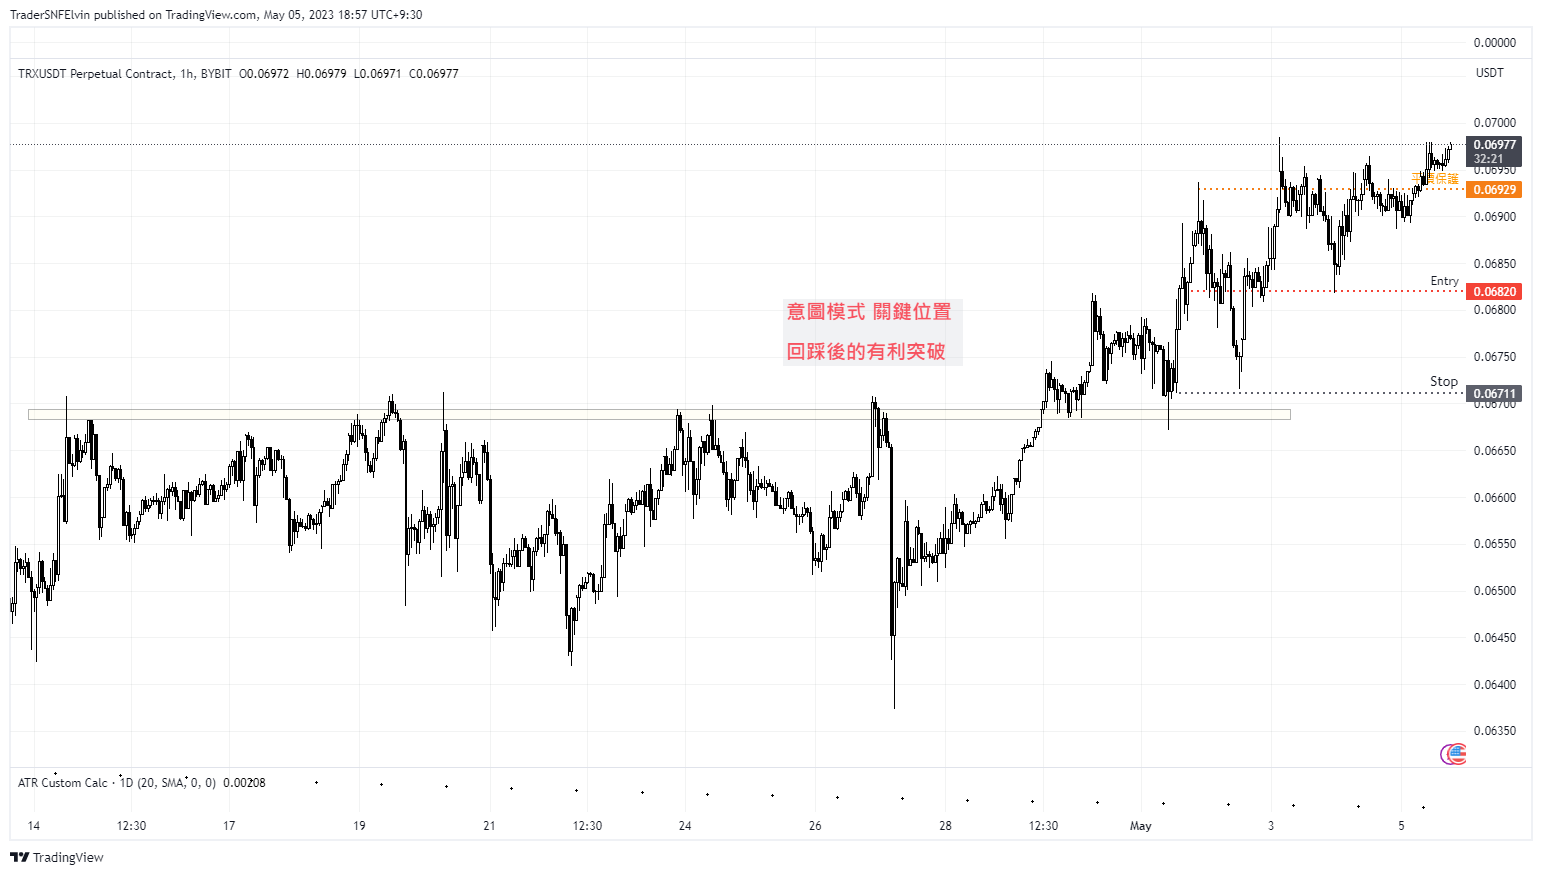 TraderSNFElvin published on TradingView.com, May 05, 2023 18:57 UTC+9:30
0.00000
TRXUSDT Perpetual Contract, 1h, BYBIT O0.06972 H0.06979 L0.06971 C0.06977
USDT
0.07000
0.06977
32:21
0.06950
保護
0.06929
0.06900
0.06850
Entry
0.06820
0.06800
意圖模式 關鍵位置
回踩後的有利突破
0.06750
Stop
0.06711
0.06700
0.06650
0.06600
0.06550
0.06500
0.06450
0.06400
0.06350
ATR Custom Calc · 1D (20, SMA, 0, 0) 0.00208
14 12:30 17 19 21 12:30 24 26 28 12:30 May 3 5
TradingView